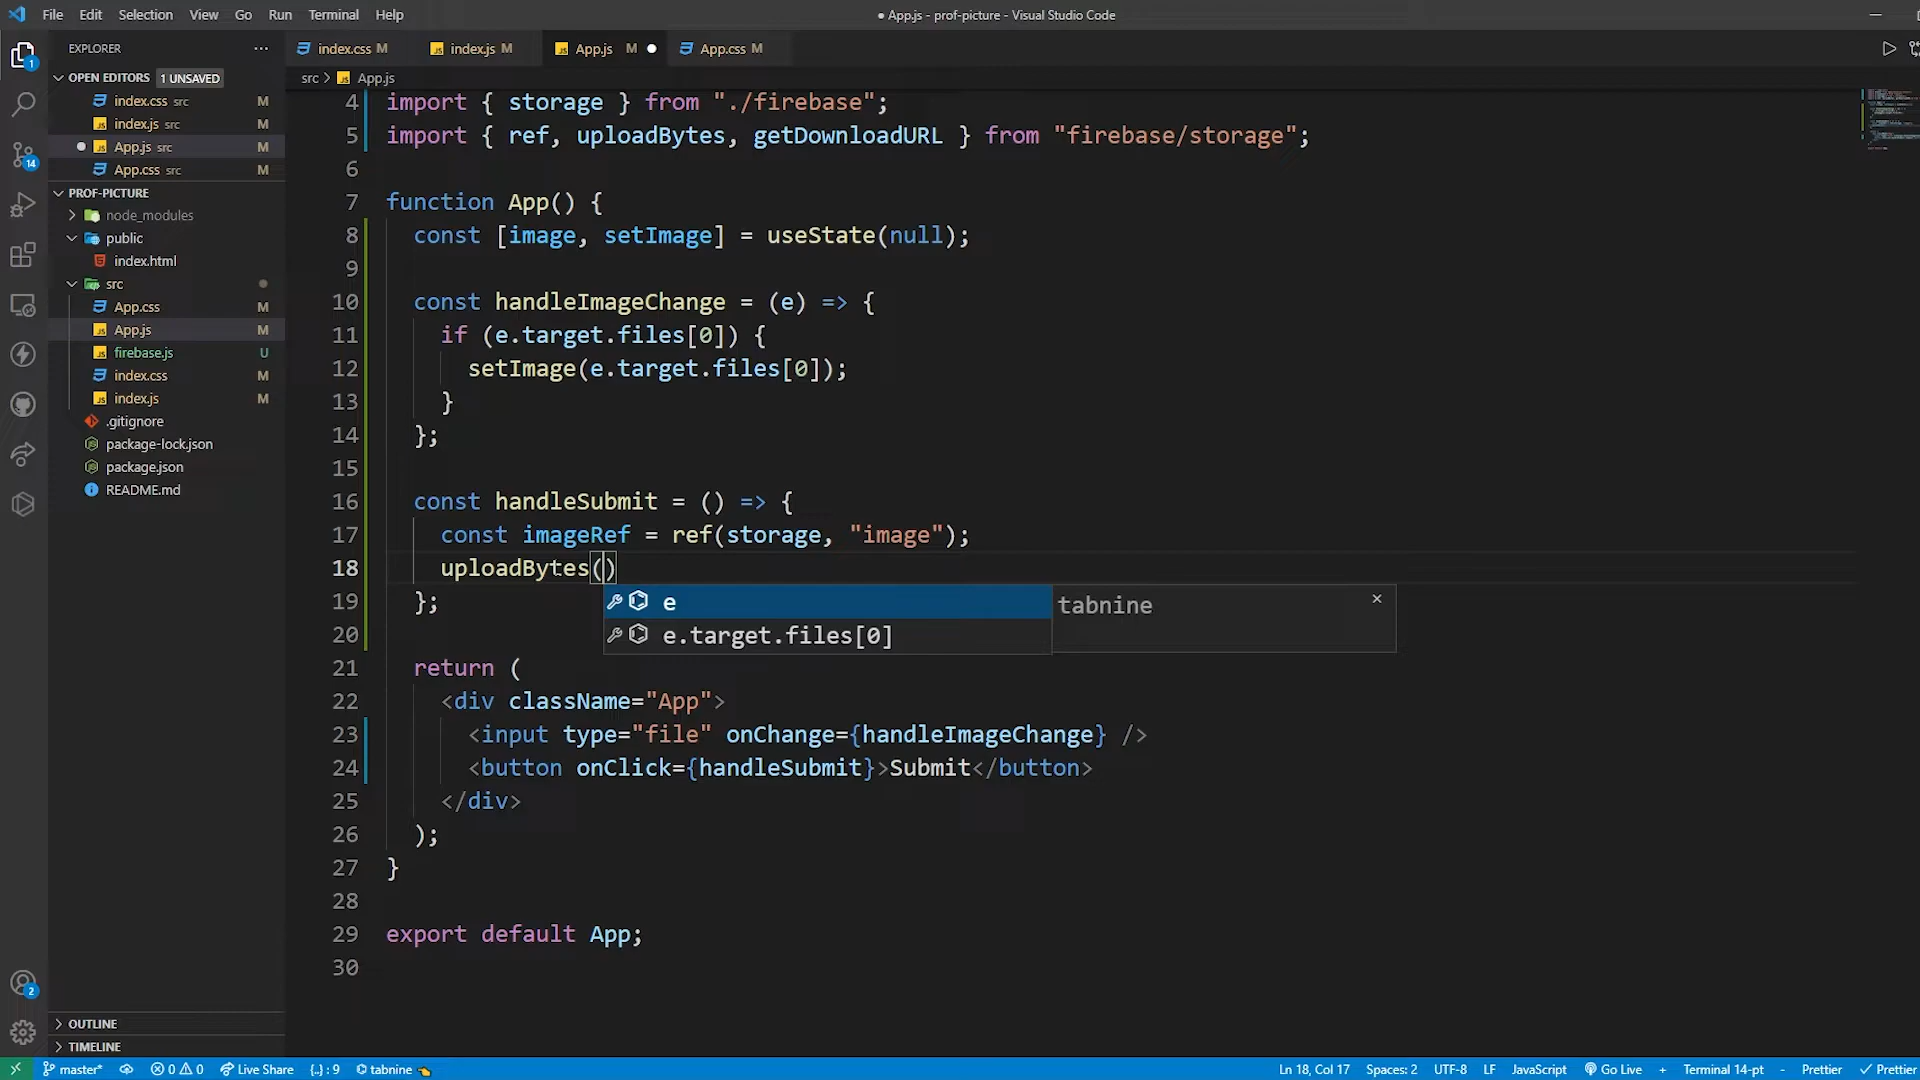 File Edit Selection View Go Run Terminal Help
● App.js - prof-picture - Visual Studio Code
EXPLORER ...
OPEN EDITORS 1 UNSAVED
index.css src M
index.js src M
App.js src M
App.css src M
PROF-PICTURE
node_modules
public
index.html
src
App.css M
App.js M
firebase.js U
index.css M
index.js M
.gitignore
package-lock.json
package.json
README.md
OUTLINE
TIMELINE
1
14
2
index.css M index.js M App.js M App.css M
src > App.js
4 import { storage } from "./firebase";
5 import { ref, uploadBytes, getDownloadURL } from "firebase/storage";
6
7 function App() {
8 const [image, setImage] = useState(null);
9
10 const handleImageChange = (e) => {
11 if (e.target.files[0]) {
12 setImage(e.target.files[0]);
13 }
14 };
15
16 const handleSubmit = () => {
17 const imageRef = ref(storage, "image");
18 uploadBytes()
e tabnine
e.target.files[0]
19 };
20
21 return (
22 <div className="App">
23 <input type="file" onChange={handleImageChange} />
24 <button onClick={handleSubmit}>Submit</button>
25 </div>
26 );
27 }
28
29 export default App;
30
master* 0 0 Live Share {..} : 9 tabnine Ln 18, Col 17 Spaces: 2 UTF-8 LF JavaScript Go Live + Terminal 14-pt - Prettier Prettier